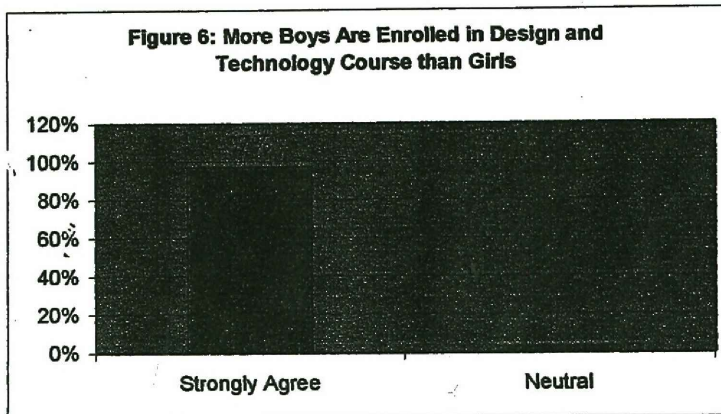 Figure 6: More Boys Are Enrolled in Design and
Technology Course than Girls
120%
100%
80%
60%
40%
20%
0%
Strongly Agree
Neutral